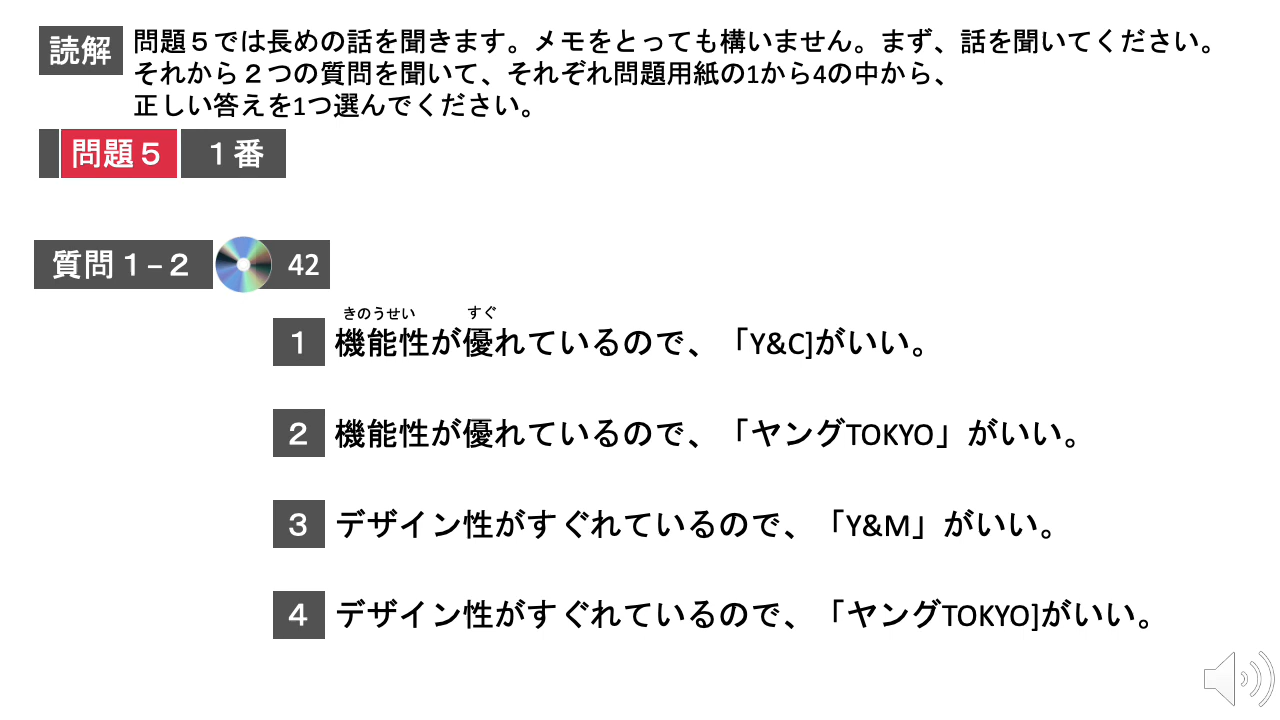 読解
問題５では長めの話を聞きます。メモをとっても構いません。まず、話を聞いてください。
それから２つの質問を聞いて、それぞれ問題用紙の1から4の中から、
正しい答えを1つ選んでください。
問題５ １番
質問１−２ 42
きのうせい すぐ
１ 機能性が優れているので、「Y&C]がいい。
２ 機能性が優れているので、「ヤングTOKYO」がいい。
３ デザイン性がすぐれているので、「Y&M」がいい。
４ デザイン性がすぐれているので、「ヤングTOKYO]がいい。